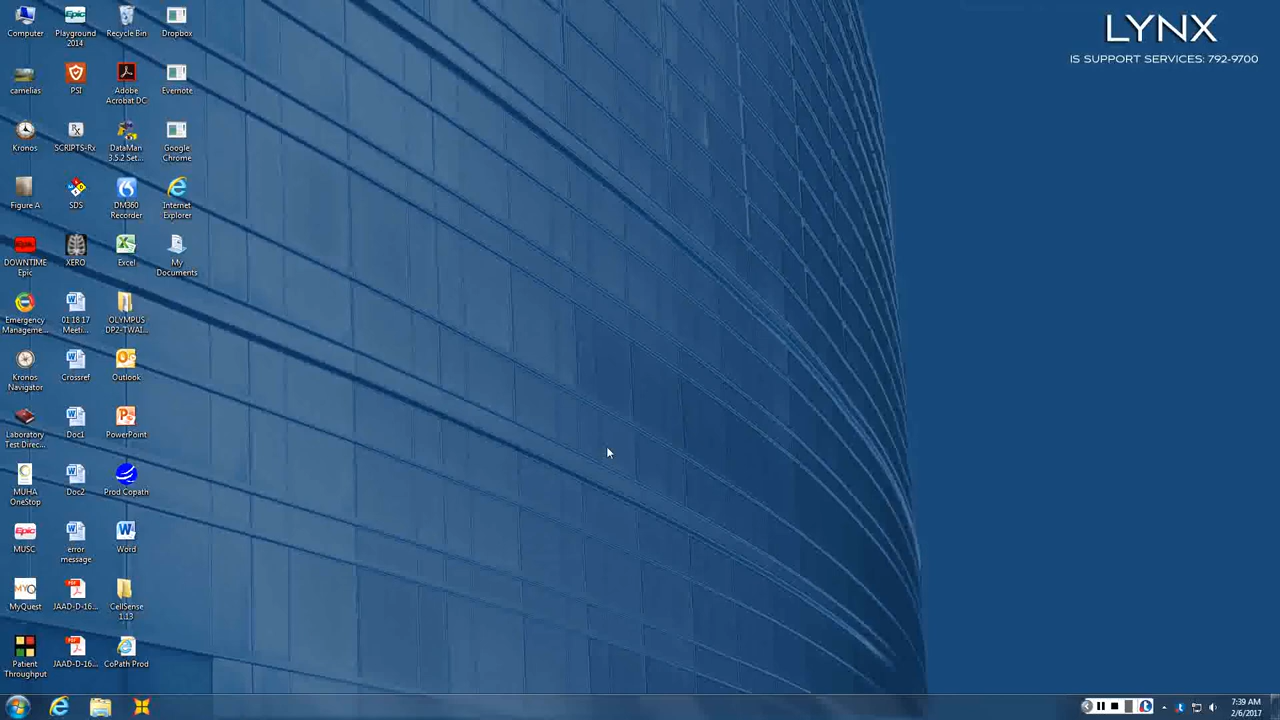 LYNX
IS SUPPORT SERVICES: 792-9700
Computer
Playground
2014
Recycle Bin
Dropbox
camelias
PSI
Adobe
Acrobat DC
Evernote
Kronos
SCRIPTS-Rx
DataMan
3.5.2 Set...
Google
Chrome
Figure A
SDS
DM360
Recorder
Internet
Explorer
DOWNTIME
Epic
XERO
Excel
My
Documents
Emergency
Manageme...
01.18.17
Meeti...
OLYMPUS
DP2-TWAI...
Kronos
Navigator
Crossref
Outlook
Laboratory
Test Direc...
Doc1
PowerPoint
MUHA
OneStop
Doc2
Prod Copath
MUSC
error
message
Word
MyQuest
JAAD-D-16...
CellSense
1.13
Patient
Throughput
JAAD-D-16...
CoPath Prod
7:39 AM
2/6/2017